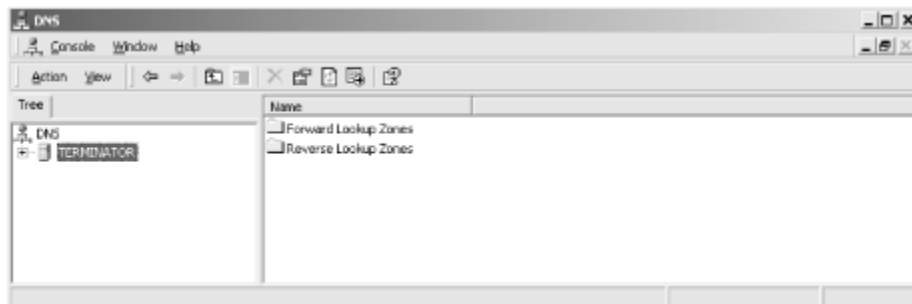 DNS
Console Window Help
Action View
Tree
Name
DNS
TERMINATOR
Forward Lookup Zones
Reverse Lookup Zones